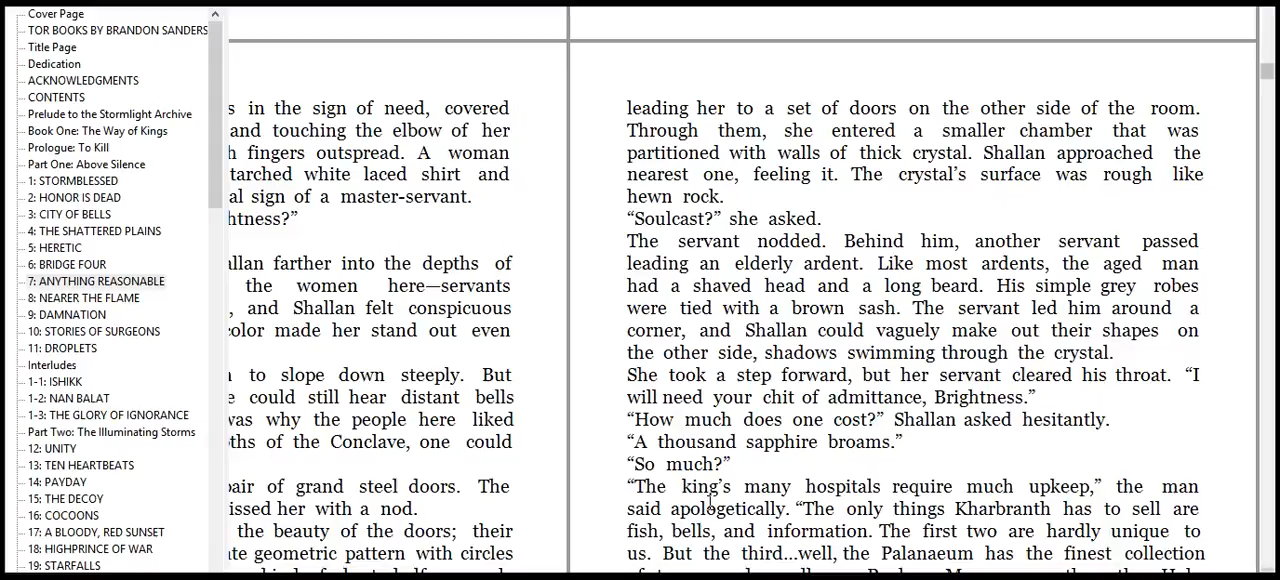 Cover Page
TOR BOOKS BY BRANDON SANDERS
Title Page
Dedication
ACKNOWLEDGMENTS
CONTENTS
Prelude to the Stormlight Archive
Book One: The Way of Kings
Prologue: To Kill
Part One: Above Silence
1: STORMBLESSED
2: HONOR IS DEAD
3: CITY OF BELLS
4: THE SHATTERED PLAINS
5: HERETIC
6: BRIDGE FOUR
7: ANYTHING REASONABLE
8: NEARER THE FLAME
9: DAMNATION
10: STORIES OF SURGEONS
11: DROPLETS
Interludes
1-1: ISHIKK
1-2: NAN BALAT
1-3: THE GLORY OF IGNORANCE
Part Two: The Illuminating Storms
12: UNITY
13: TEN HEARTBEATS
14: PAYDAY
15: THE DECOY
16: COCOONS
17: A BLOODY, RED SUNSET
18: HIGHPRINCE OF WAR
19: STARFALLS
s in the sign of need, covered
and touching the elbow of her
h fingers outspread. A woman
tarched white laced shirt and
al sign of a master-servant.
htness?”
allan farther into the depths of
the women here—servants
, and Shallan felt conspicuous
color made her stand out even
to slope down steeply. But
e could still hear distant bells
was why the people here liked
ths of the Conclave, one could
pair of grand steel doors. The
issed her with a nod.
the beauty of the doors; their
ate geometric pattern with circles
leading her to a set of doors on the other side of the room.
Through them, she entered a smaller chamber that was
partitioned with walls of thick crystal. Shallan approached the
nearest one, feeling it. The crystal’s surface was rough like
hewn rock.
“Soulcast?” she asked.
The servant nodded. Behind him, another servant passed
leading an elderly ardent. Like most ardents, the aged man
had a shaved head and a long beard. His simple grey robes
were tied with a brown sash. The servant led him around a
corner, and Shallan could vaguely make out their shapes on
the other side, shadows swimming through the crystal.
She took a step forward, but her servant cleared his throat. “I
will need your chit of admittance, Brightness.”
“How much does one cost?” Shallan asked hesitantly.
“A thousand sapphire broams.”
“So much?”
“The king’s many hospitals require much upkeep,” the man
said apologetically. “The only things Kharbranth has to sell are
fish, bells, and information. The first two are hardly unique to
us. But the third...well, the Palanaeum has the finest collection